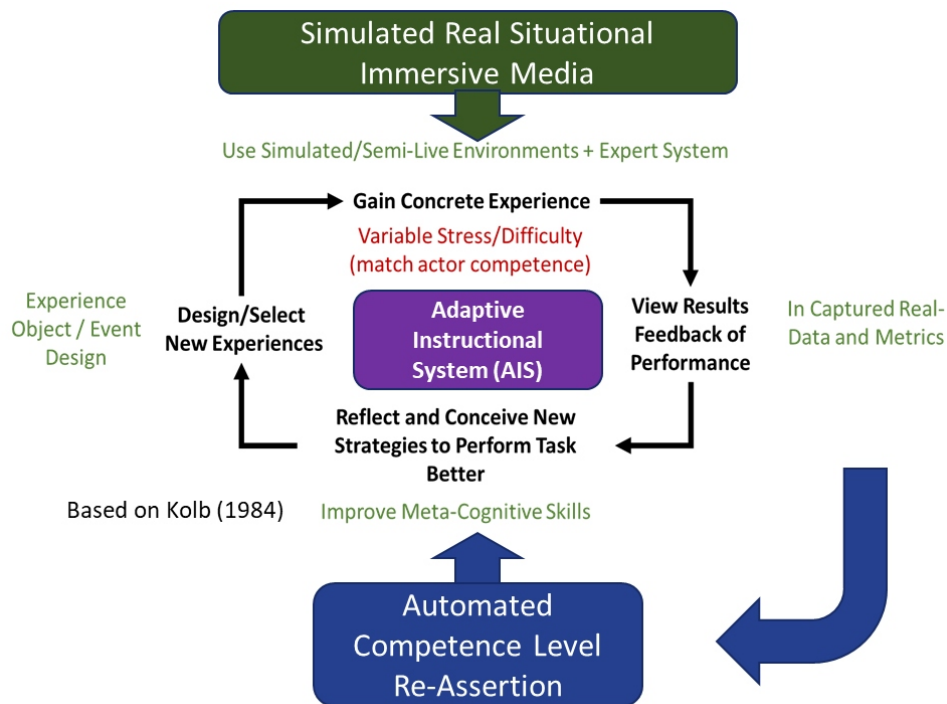 Simulated Real Situational
Immersive Media
Use Simulated/Semi-Live Environments + Expert System
Gain Concrete Experience
Variable Stress/Difficulty
(match actor competence)
Experience
Object / Event
Design
Design/Select
New Experiences
Adaptive
Instructional
System (AIS)
View Results
Feedback of
Performance
In Captured Real-
Data and Metrics
Reflect and Conceive New
Strategies to Perform Task
Better
Based on Kolb (1984)
Improve Meta-Cognitive Skills
Automated
Competence Level
Re-Assertion